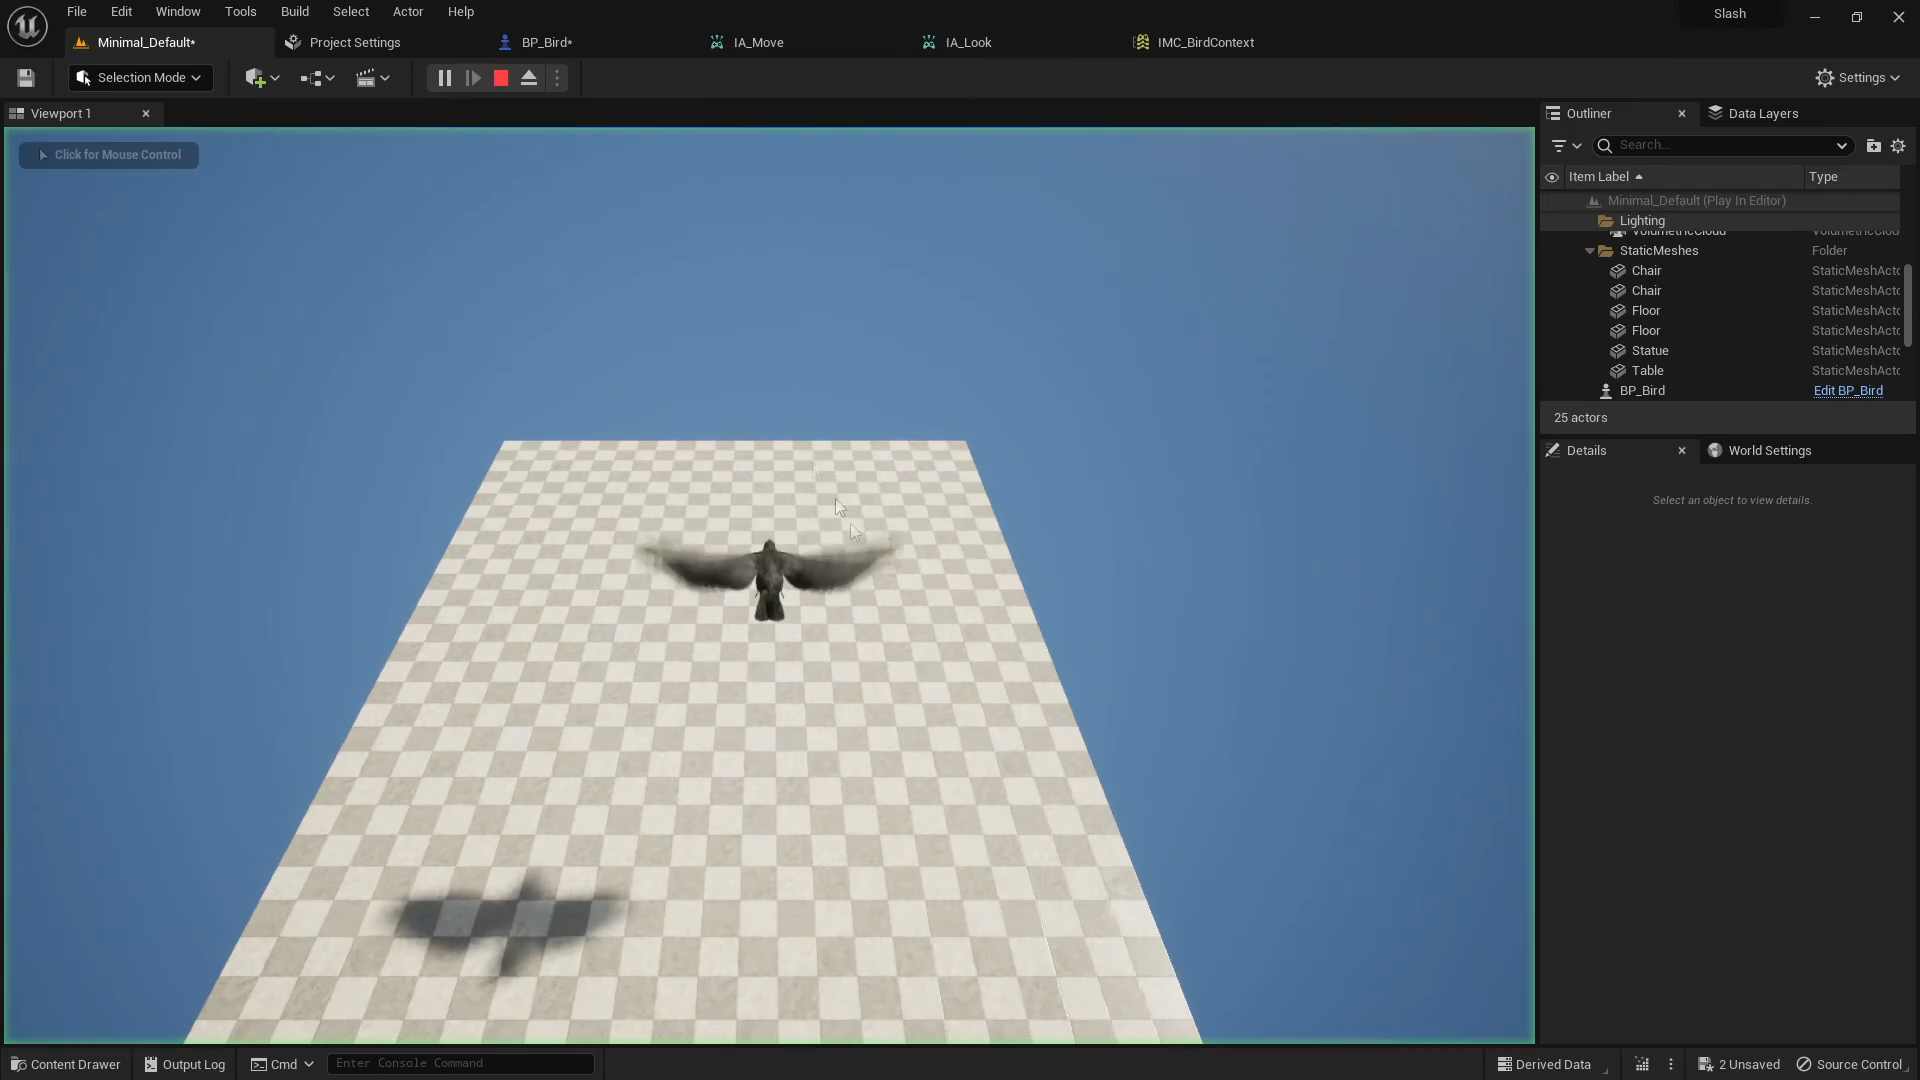 File Edit Window Tools Build Select Actor Help
Slash
Minimal_Default*
Project Settings
BP_Bird*
IA_Move
IA_Look
IMC_BirdContext
Selection Mode
Settings
Viewport 1
Click for Mouse Control
Outliner
Data Layers
Search...
Item Label
Type
Minimal_Default (Play In Editor)
Lighting
VolumetricCloud VolumetricClou
StaticMeshes Folder
Chair StaticMeshActo
Chair StaticMeshActo
Floor StaticMeshActo
Floor StaticMeshActo
Statue StaticMeshActo
Table StaticMeshActo
BP_Bird Edit BP_Bird
25 actors
Details
World Settings
Select an object to view details.
Content Drawer
Output Log
Cmd
Enter Console Command
Derived Data
2 Unsaved
Source Control